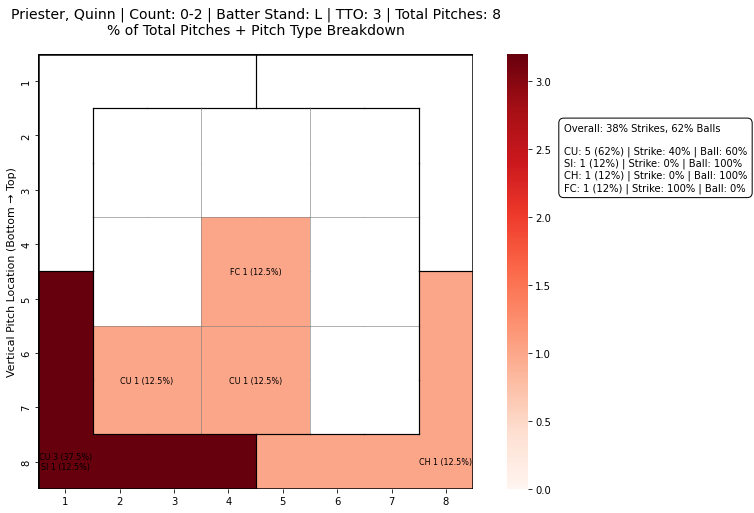 Priester, Quinn | Count: 0-2 | Batter Stand: L | TTO: 3 | Total Pitches: 8
% of Total Pitches + Pitch Type Breakdown
Vertical Pitch Location (Bottom → Top)
1
2
3
4
5
6
7
8
FC 1 (12.5%)
CU 1 (12.5%)
CU 1 (12.5%)
CU 3 (37.5%)
SI 1 (12.5%)
CH 1 (12.5%)
1
2
3
4
5
6
7
8
3.0
2.5
2.0
1.5
1.0
0.5
0.0
Overall: 38% Strikes, 62% Balls
CU: 5 (62%) | Strike: 40% | Ball: 60%
SI: 1 (12%) | Strike: 0% | Ball: 100%
CH: 1 (12%) | Strike: 0% | Ball: 100%
FC: 1 (12%) | Strike: 100% | Ball: 0%